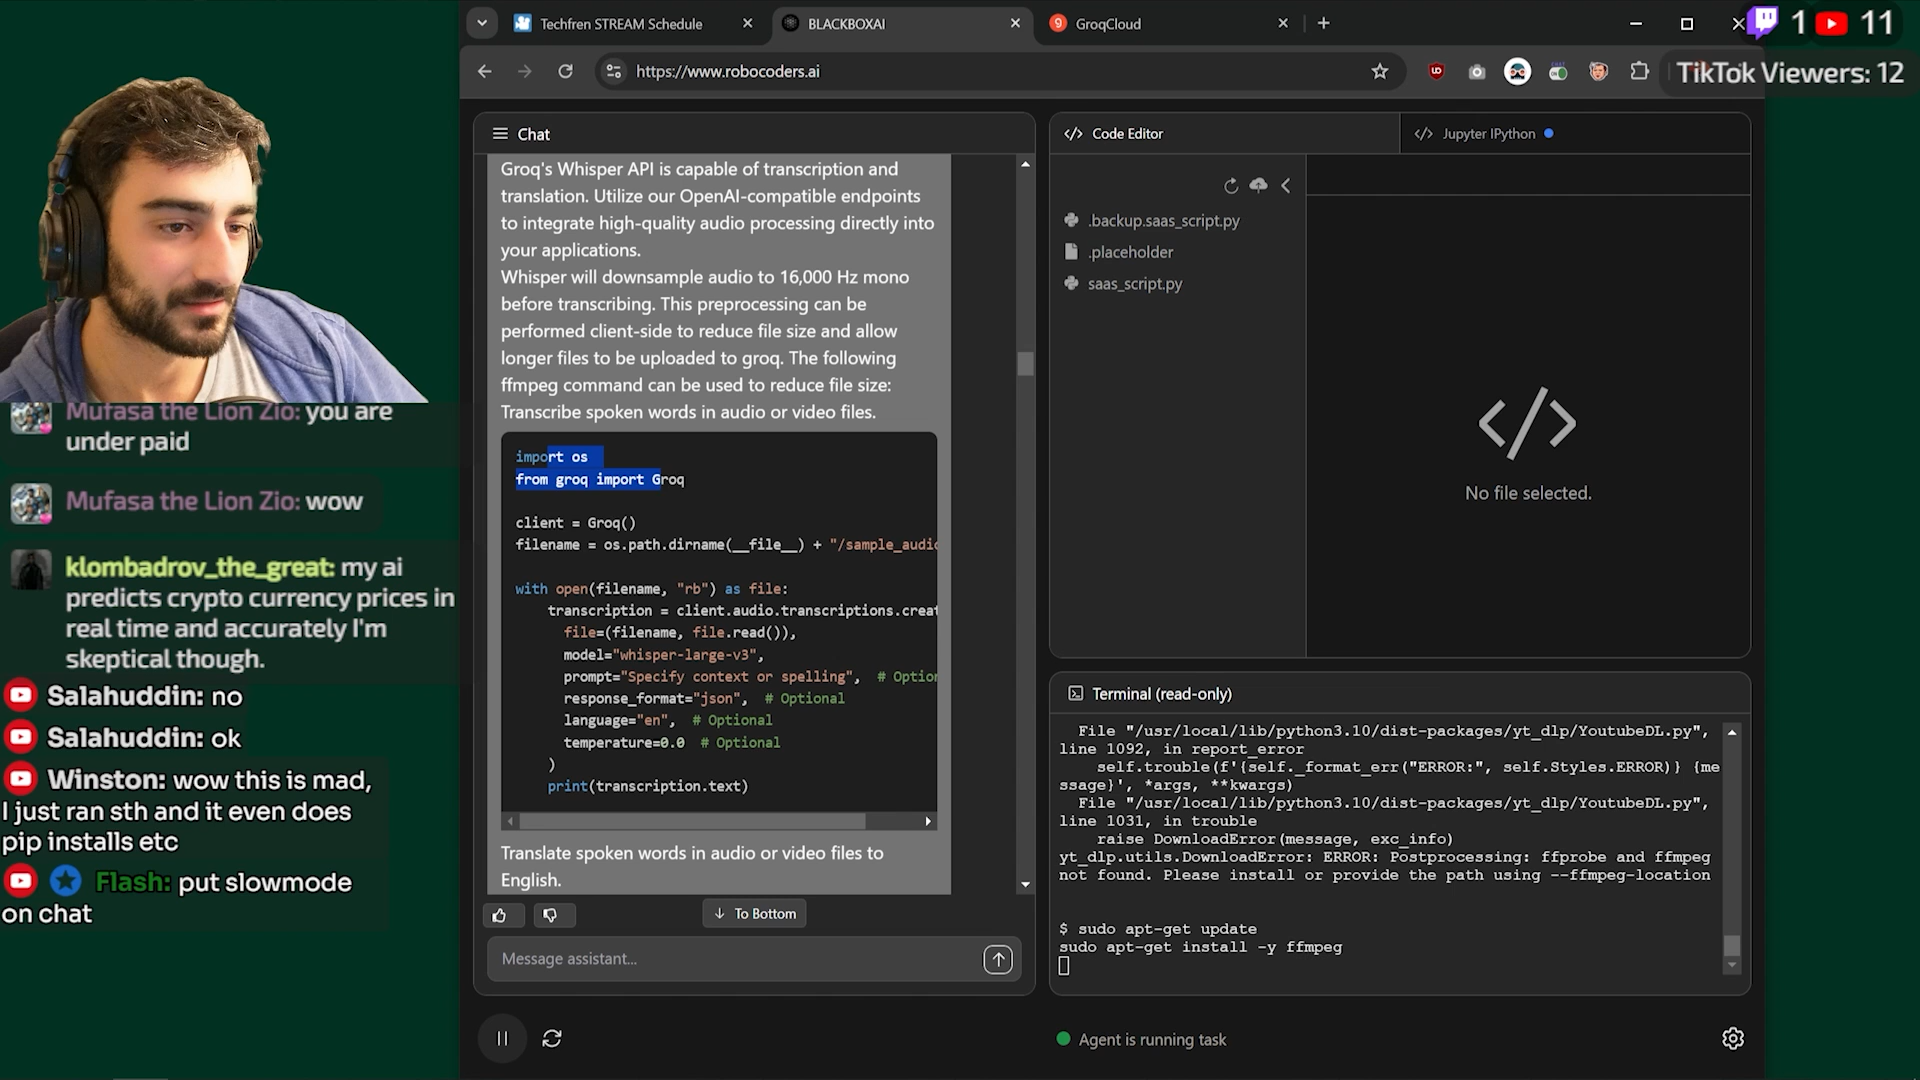 Techfren STREAM Schedule
BLACKBOXAI
GroqCloud
1
11
https://www.robocoders.ai
TikTok Viewers: 12
Chat
Groq's Whisper API is capable of transcription and
translation. Utilize our OpenAI-compatible endpoints
to integrate high-quality audio processing directly into
your applications.
Whisper will downsample audio to 16,000 Hz mono
before transcribing. This preprocessing can be
performed client-side to reduce file size and allow
longer files to be uploaded to groq. The following
ffmpeg command can be used to reduce file size:
Transcribe spoken words in audio or video files.
import os
from groq import Groq
client = Groq()
filename = os.path.dirname(__file__) + "/sample_audio
with open(filename, "rb") as file:
transcription = client.audio.transcriptions.creat
file=(filename, file.read()),
model="whisper-large-v3",
prompt="Specify context or spelling",  # Option
response_format="json",  # Optional
language="en",  # Optional
temperature=0.0  # Optional
)
print(transcription.text)
Translate spoken words in audio or video files to
English.
To Bottom
Message assistant...
Code Editor
Jupyter IPython
.backup.saas_script.py
.placeholder
saas_script.py
No file selected.
Terminal (read-only)
File "/usr/local/lib/python3.10/dist-packages/yt_dlp/YoutubeDL.py",
line 1092, in report_error
self.trouble(f'{self._format_err("ERROR:", self.Styles.ERROR)} {me
ssage}', *args, **kwargs)
File "/usr/local/lib/python3.10/dist-packages/yt_dlp/YoutubeDL.py",
line 1031, in trouble
raise DownloadError(message, exc_info)
yt_dlp.utils.DownloadError: ERROR: Postprocessing: ffprobe and ffmpeg
not found. Please install or provide the path using --ffmpeg-location
$ sudo apt-get update
sudo apt-get install -y ffmpeg
Agent is running task
Mufasa the Lion Zio: you are
under paid
Mufasa the Lion Zio: wow
klombadrov_the_great: my ai
predicts crypto currency prices in
real time and accurately I'm
skeptical though.
Salahuddin: no
Salahuddin: ok
Winston: wow this is mad,
I just ran sth and it even does
pip installs etc
Flash: put slowmode
on chat